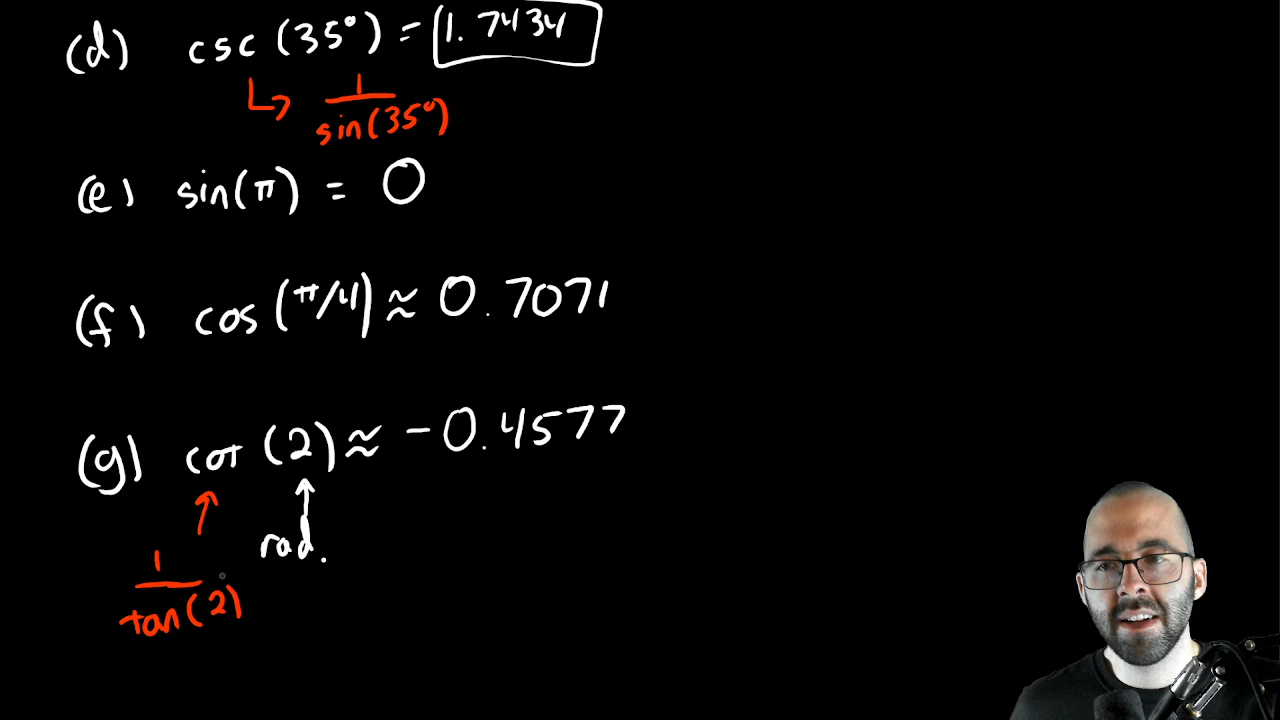 (d) csc (35°) = 1.7434
1
sin(35°)
(e) sin(π) = 0
(f) cos (π/4) ≈ 0.7071
(g) cot (2) ≈ -0.4577
rad.
1
tan(2)